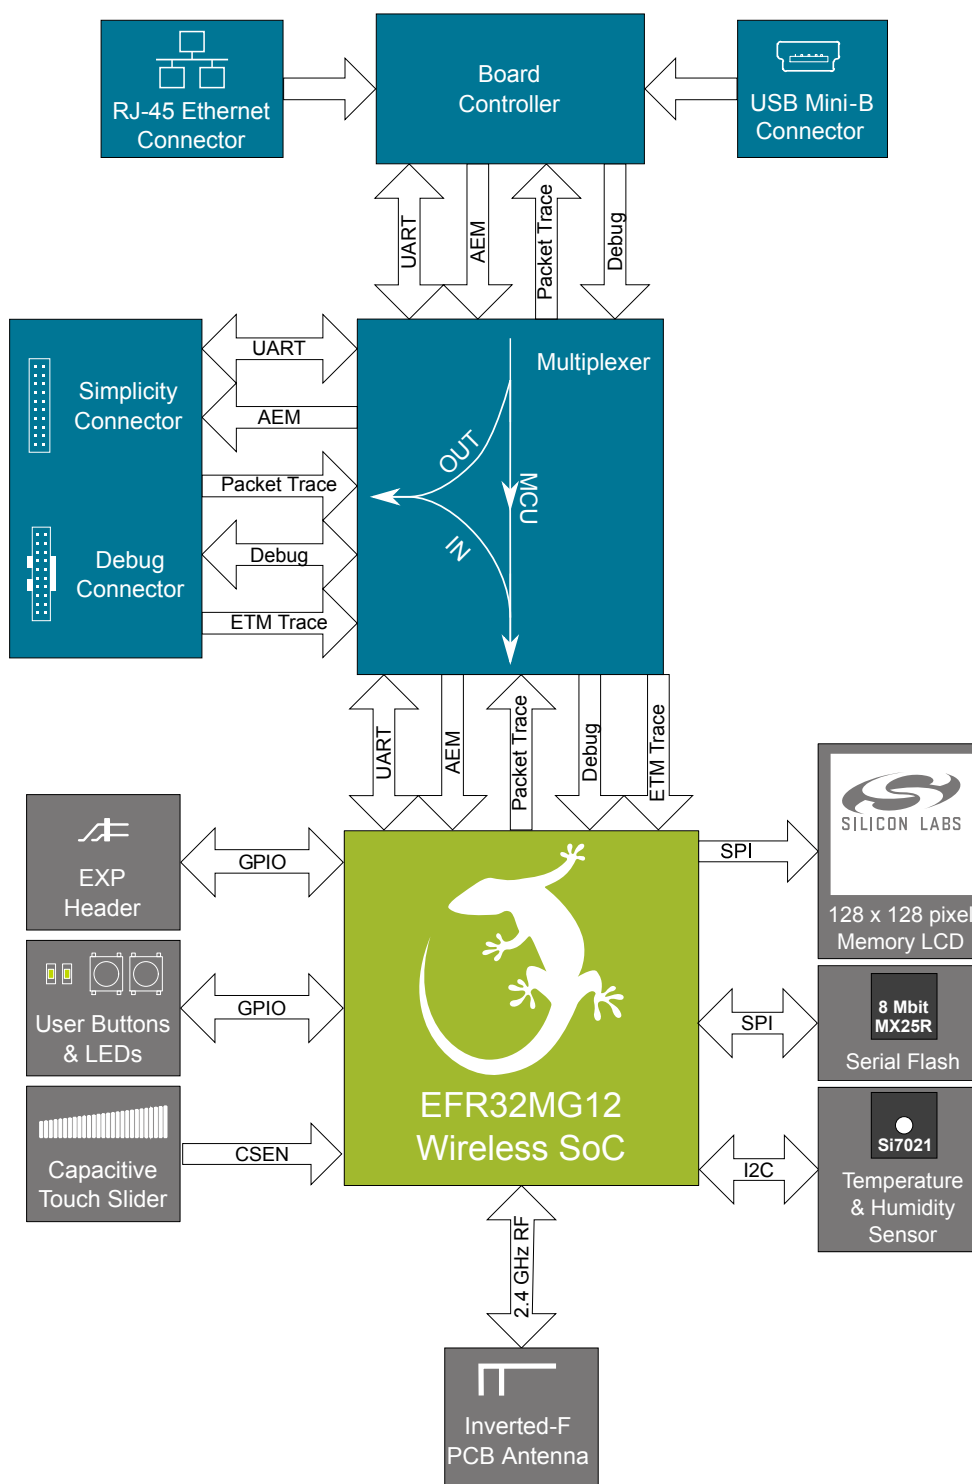 RJ-45 Ethernet
Connector
Board
Controller
USB Mini-B
Connector
UART
AEM
Packet Trace
Debug
Simplicity
Connector
Debug
Connector
UART
AEM
Packet Trace
Debug
ETM Trace
Multiplexer
OUT
MCU
IN
UART
AEM
Packet Trace
Debug
ETM Trace
EXP
Header
GPIO
User Buttons
& LEDs
GPIO
Capacitive
Touch Slider
CSEN
EFR32MG12
Wireless SoC
SPI
SILICON LABS
128 x 128 pixel
Memory LCD
SPI
8 Mbit
MX25R
Serial Flash
I2C
Si7021
Temperature
& Humidity
Sensor
2.4 GHz RF
Inverted-F
PCB Antenna